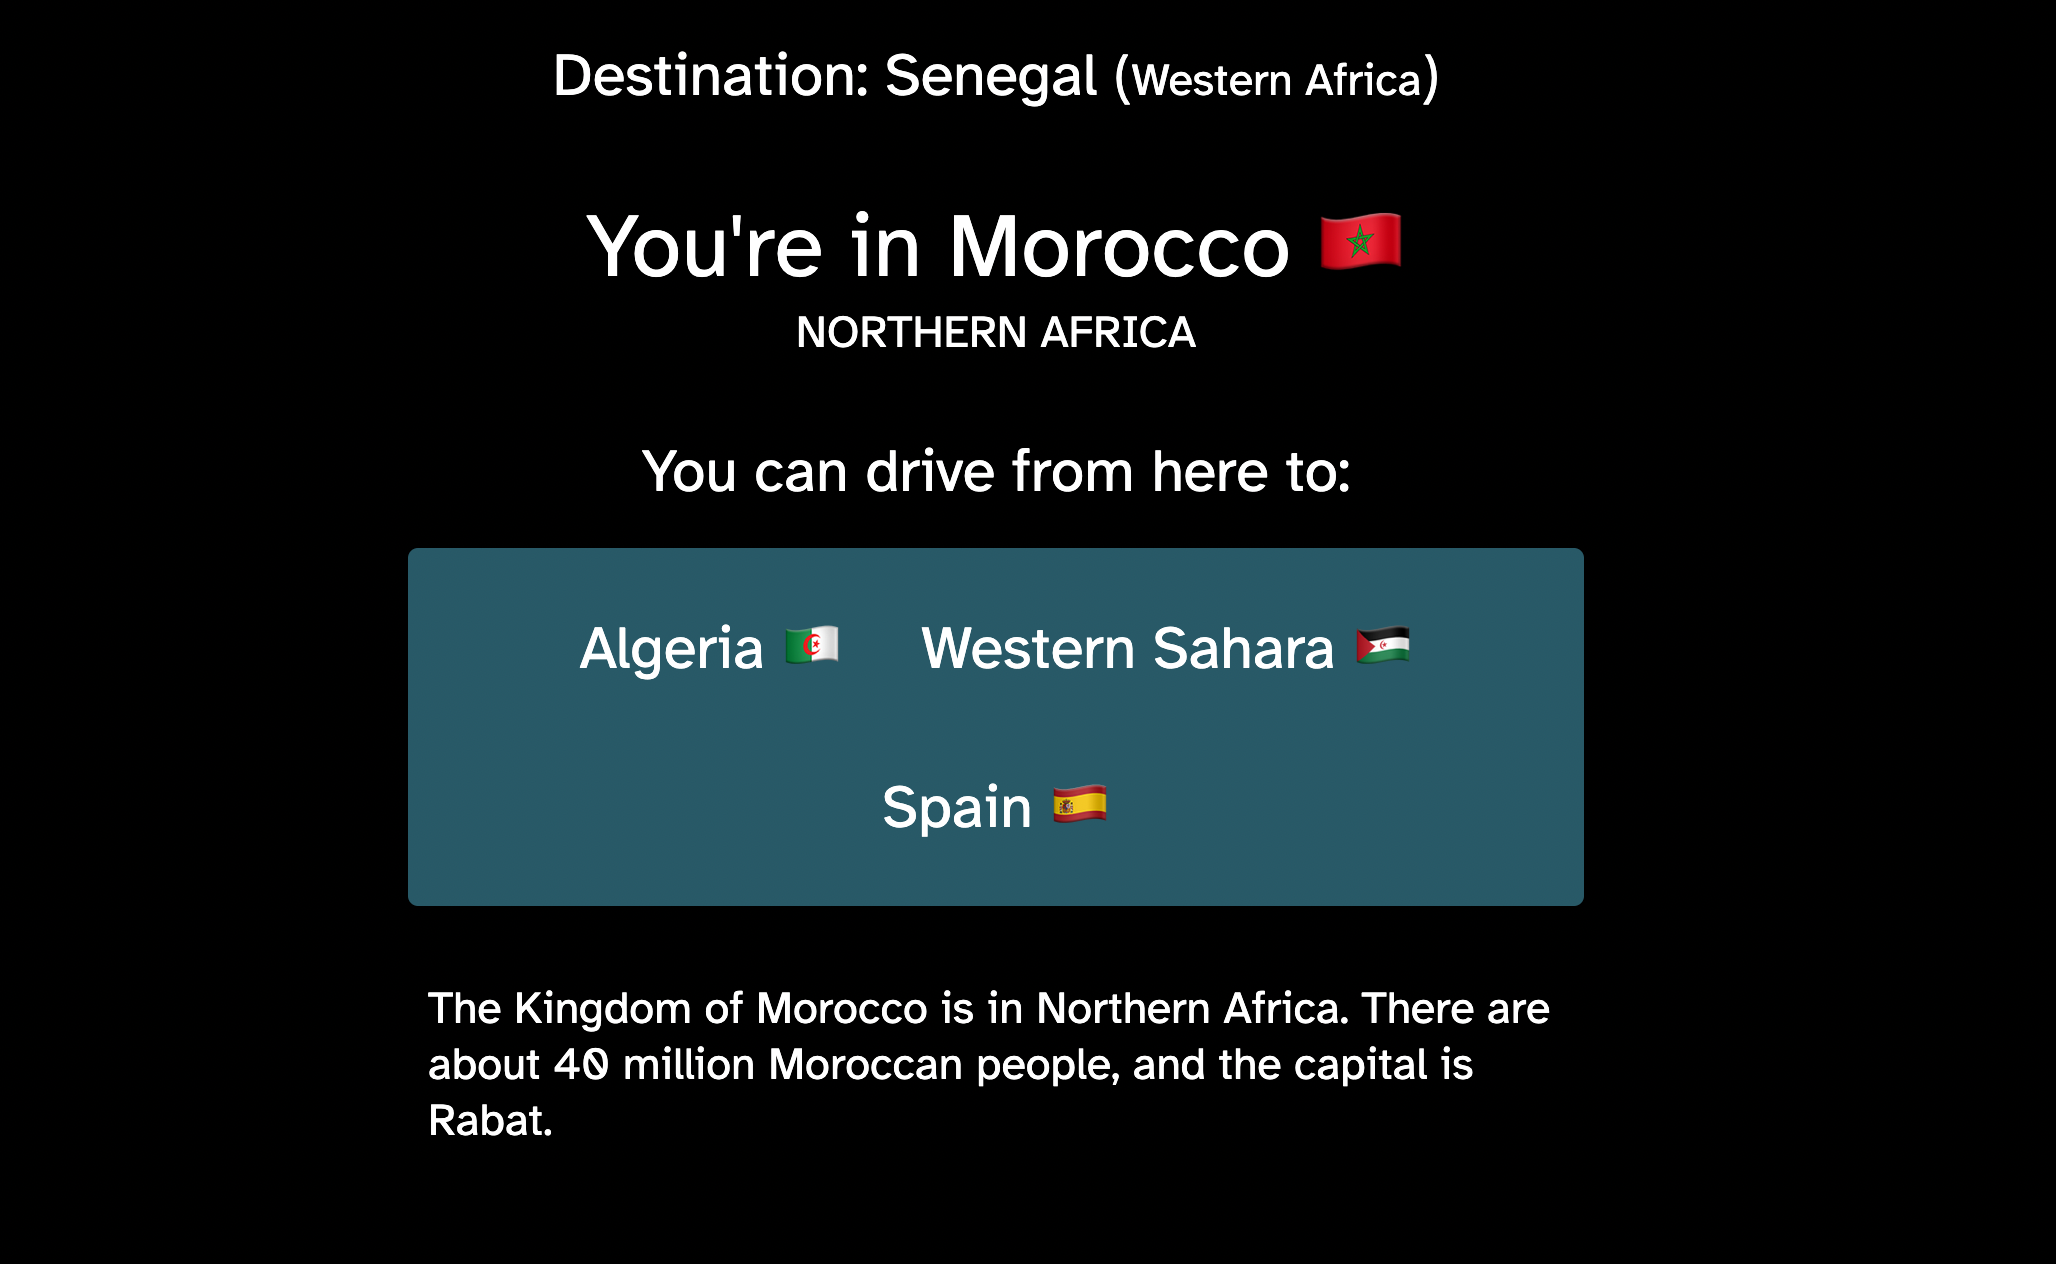 Destination: Senegal (Western Africa)
You're in Morocco 🇲🇦
NORTHERN AFRICA
You can drive from here to:
Algeria 🇩🇿 Western Sahara 🇪🇭
Spain 🇪🇸
The Kingdom of Morocco is in Northern Africa. There are
about 40 million Moroccan people, and the capital is
Rabat.